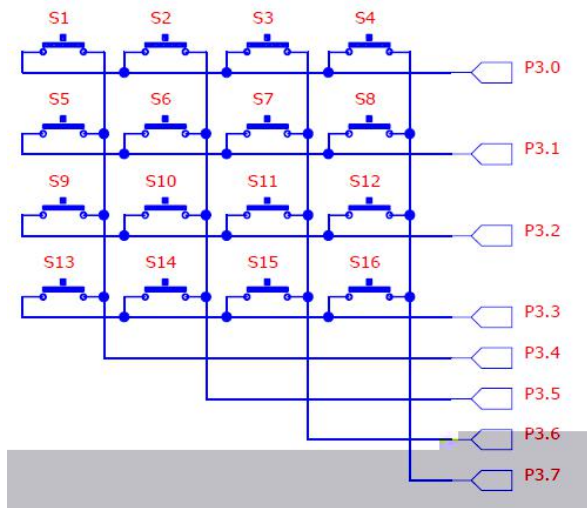 S1 S2 S3 S4
P3.0
S5 S6 S7 S8
P3.1
S9 S10 S11 S12
P3.2
S13 S14 S15 S16
P3.3
P3.4
P3.5
P3.6
P3.7